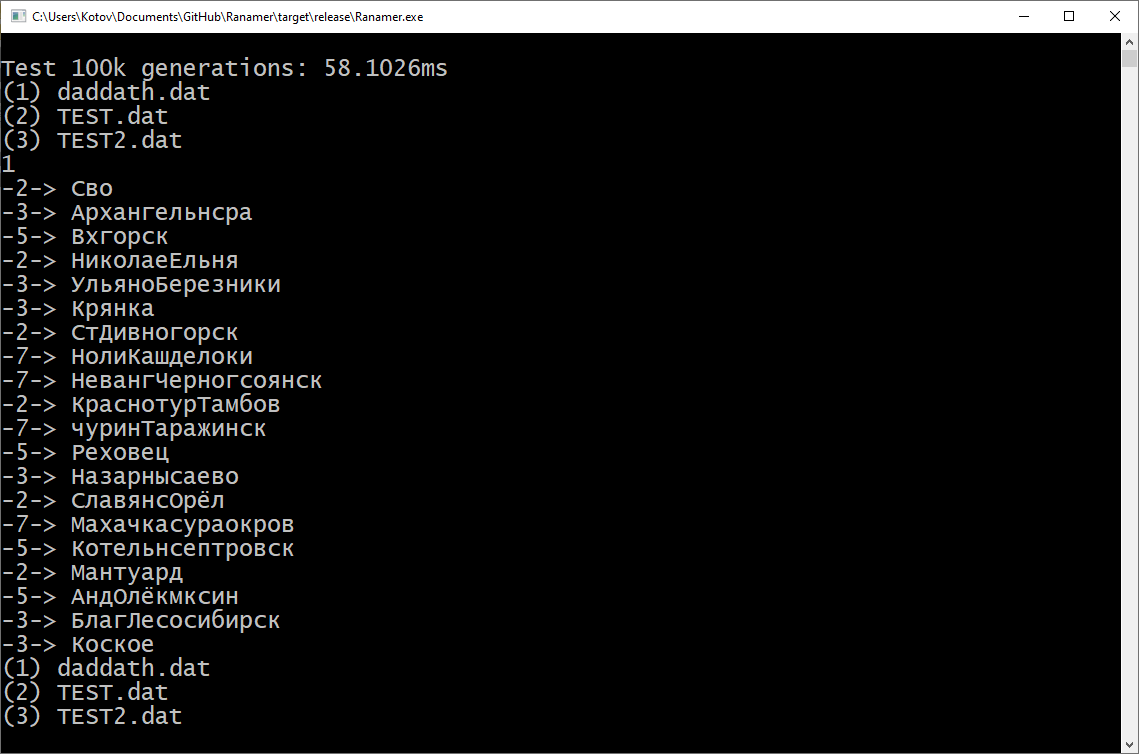 C:\Users\Kotov\Documents\GitHub\Ranamer\target\release\Ranamer.exe
Test 100k generations: 58.1026ms
(1) daddath.dat
(2) TEST.dat
(3) TEST2.dat
1
-2-> Сво
-3-> Архангельнсра
-5-> Вхгорск
-2-> НиколаеЕльня
-3-> УльяноБерезники
-3-> Крянка
-2-> СтДивногорск
-7-> НолиКашделоки
-7-> НевангЧерногсоянск
-2-> КраснотурТамбов
-7-> чуринТаражинск
-5-> Реховец
-3-> Назарнысаево
-2-> СлавянсОрёл
-7-> Махачкасураокров
-5-> Котельнсептровск
-2-> Мантуард
-5-> АндОлёкмксин
-3-> БлагЛесосибирск
-3-> Коское
(1) daddath.dat
(2) TEST.dat
(3) TEST2.dat